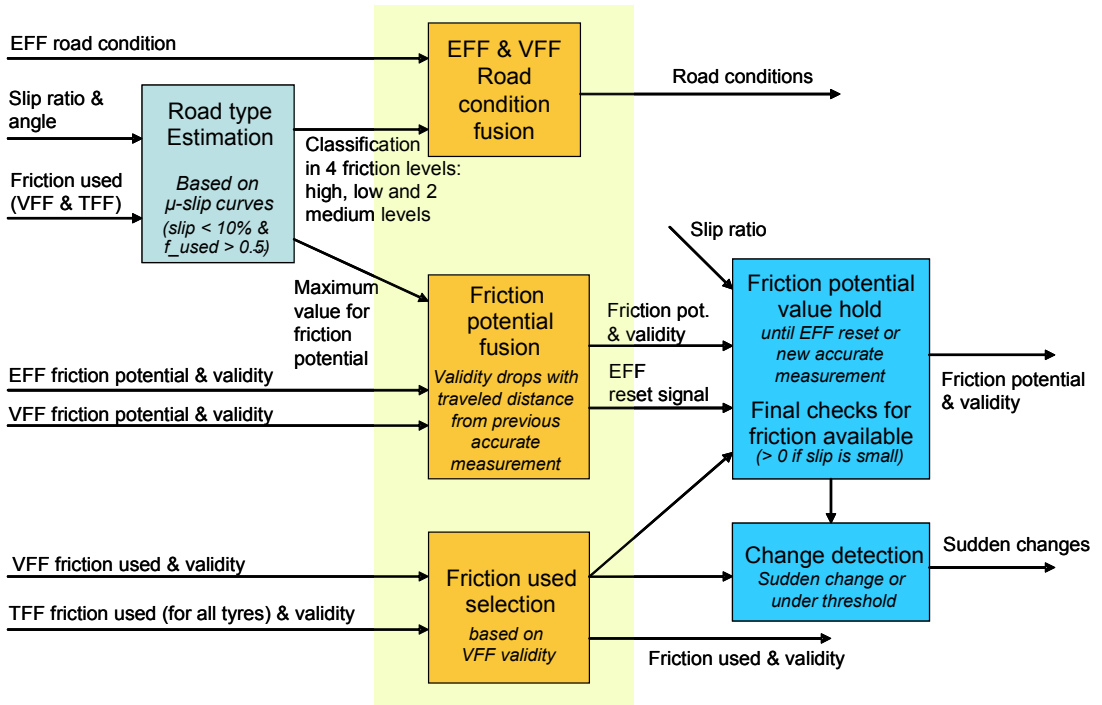 EFF road condition
Slip ratio &
angle
Friction used
(VFF & TFF)
Road type
Estimation
Based on
µ-slip curves
(slip < 10% &
f_used > 0.5)
EFF & VFF
Road
condition
fusion
Road conditions
Classification
in 4 friction levels:
high, low and 2
medium levels
Maximum
value for
friction
potential
EFF friction potential & validity
VFF friction potential & validity
Friction
potential
fusion
Validity drops with
traveled distance
from previous
accurate
measurement
Friction pot.
& validity
EFF
reset signal
Slip ratio
Friction potential
value hold
until EFF reset or
new accurate
measurement
Final checks for
friction available
(> 0 if slip is small)
Friction potential
& validity
VFF friction used & validity
TFF friction used (for all tyres) & validity
Friction used
selection
based on
VFF validity
Change detection
Sudden change or
under threshold
Sudden changes
Friction used & validity